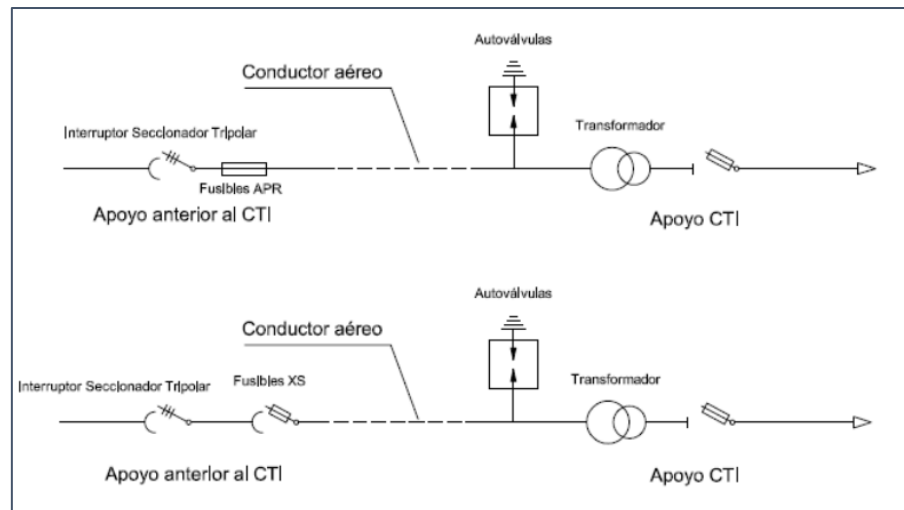 Autoválvulas
Conductor aéreo
Transformador
Interruptor Seccionador Tripolar
Fusibles APR
Apoyo anterior al CTI
Apoyo CTI
Autoválvulas
Conductor aéreo
Fusibles XS
Transformador
Interruptor Seccionador Tripolar
Apoyo anterior al CTI
Apoyo CTI